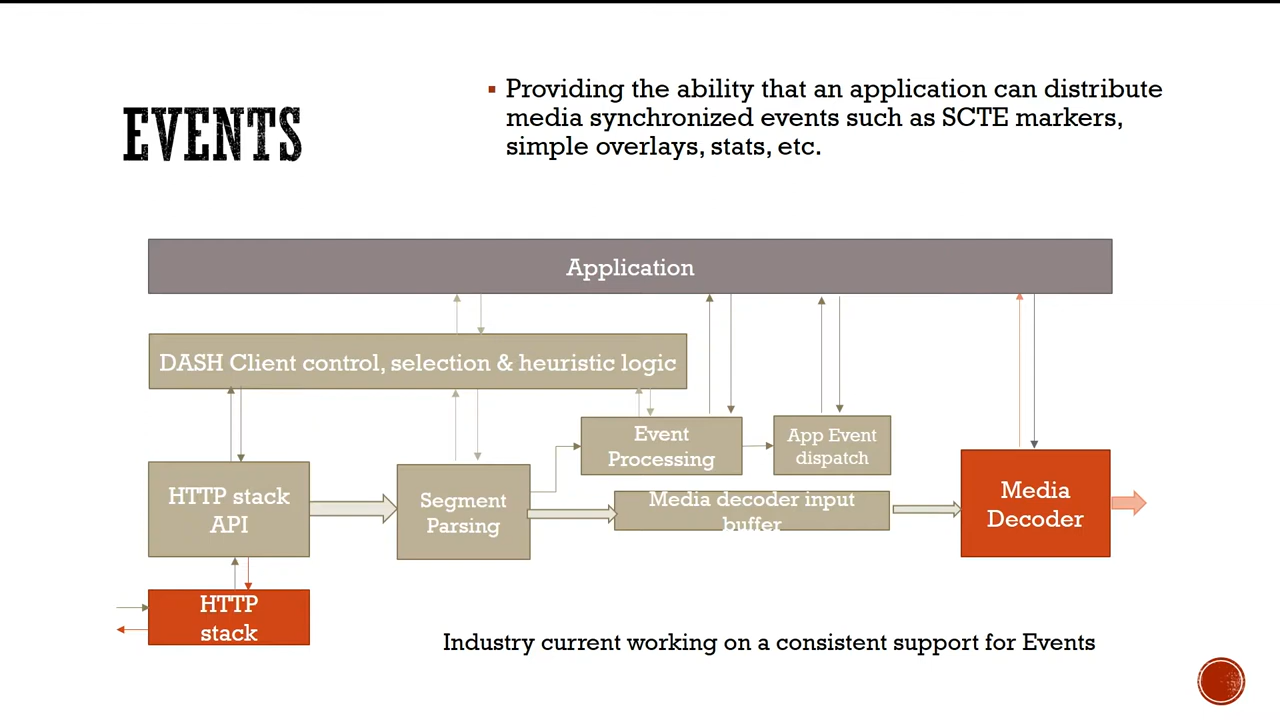 EVENTS
▪ Providing the ability that an application can distribute
media synchronized events such as SCTE markers,
simple overlays, stats, etc.
Application
DASH Client control, selection & heuristic logic
Event
Processing
App Event
dispatch
HTTP stack
API
Segment
Parsing
Media decoder input
buffer
Media
Decoder
HTTP
stack
Industry current working on a consistent support for Events